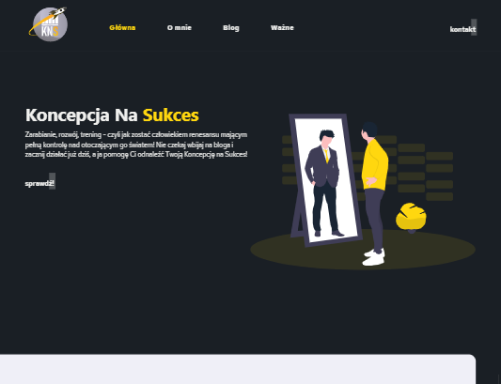 KNS
Główna
O mnie
Blog
Ważne
kontakt
Koncepcja Na Sukces
Zarabianie, rozwój, trening - czyli jak zostać człowiekiem renesansu mającym
pełną kontrolę nad otoczającym go światem! Nie czekaj wbijaj na bloga i
zacznij działać już dziś, a ja pomogę Ci odnaleźć Twoją Koncepcję na Sukces!
sprawdź!